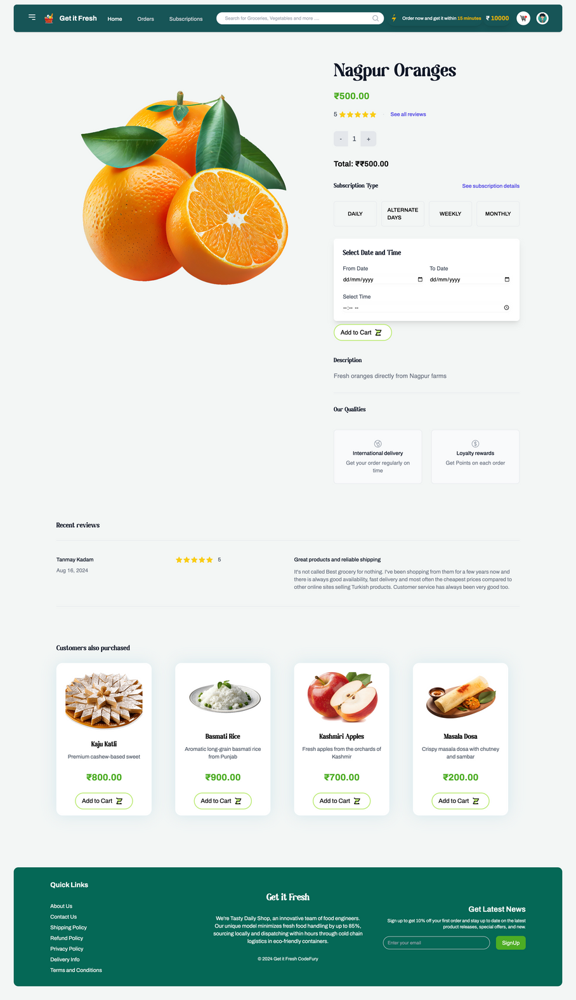 Get it Fresh
Home
Orders
Subscriptions
Search for Groceries, Vegetables and more ....
Order now and get it within 15 minutes
₹ 10000
Nagpur Oranges
₹500.00
5
See all reviews
- 1 +
Total: ₹₹500.00
Subscription Type
See subscription details
DAILY
ALTERNATE
DAYS
WEEKLY
MONTHLY
Select Date and Time
From Date
To Date
dd/mm/yyyy
dd/mm/yyyy
Select Time
--:-- --
Add to Cart
Description
Fresh oranges directly from Nagpur farms
Our Qualities
International delivery
Get your order regularly on
time
Loyalty rewards
Get Points on each order
Recent reviews
Tanmay Kadam
Aug 16, 2024
5
Great products and reliable shipping
It's not called Best grocery for nothing. I've been shopping from them for a few years now and
there is always good availability, fast delivery and most often the cheapest prices compared to
other online sites selling Turkish products. Customer service has always been very good too.
Customers also purchased
Kaju Katli
Premium cashew-based sweet
₹800.00
Add to Cart
Basmati Rice
Aromatic long-grain basmati rice
from Punjab
₹900.00
Add to Cart
Kashmiri Apples
Fresh apples from the orchards of
Kashmir
₹700.00
Add to Cart
Masala Dosa
Crispy masala dosa with chutney
and sambar
₹200.00
Add to Cart
Quick Links
About Us
Contact Us
Shipping Policy
Refund Policy
Privacy Policy
Delivery Info
Terms and Conditions
Get it Fresh
We're Tasty Daily Shop, an innovative team of food engineers.
Our unique model minimizes fresh food handling by up to 85%,
sourcing locally and dispatching within hours through cold chain
logistics in eco-friendly containers.
© 2024 Get it Fresh CodeFury
Get Latest News
Sign up to get 10% off your first order and stay up to date on the latest
product releases, special offers, and new.
Enter your email
SignUp